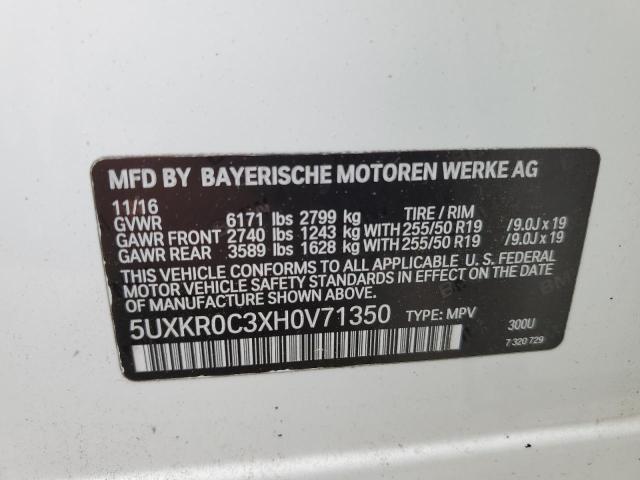 MFD BY BAYERISCHE MOTOREN WERKE AG
11/16
GVWR 6171 lbs 2799 kg TIRE / RIM
GAWR FRONT 2740 lbs 1243 kg WITH 255/50 R19 /9.0J x 19
GAWR REAR 3589 lbs 1628 kg WITH 255/50 R19 /9.0J x 19
THIS VEHICLE CONFORMS TO ALL APPLICABLE U. S. FEDERAL
MOTOR VEHICLE SAFETY STANDARDS IN EFFECT ON THE DATE
OF MANUFACTURE SHOWN ABOVE.
5UXKR0C3XH0V71350 TYPE: MPV 300U
7 320 729